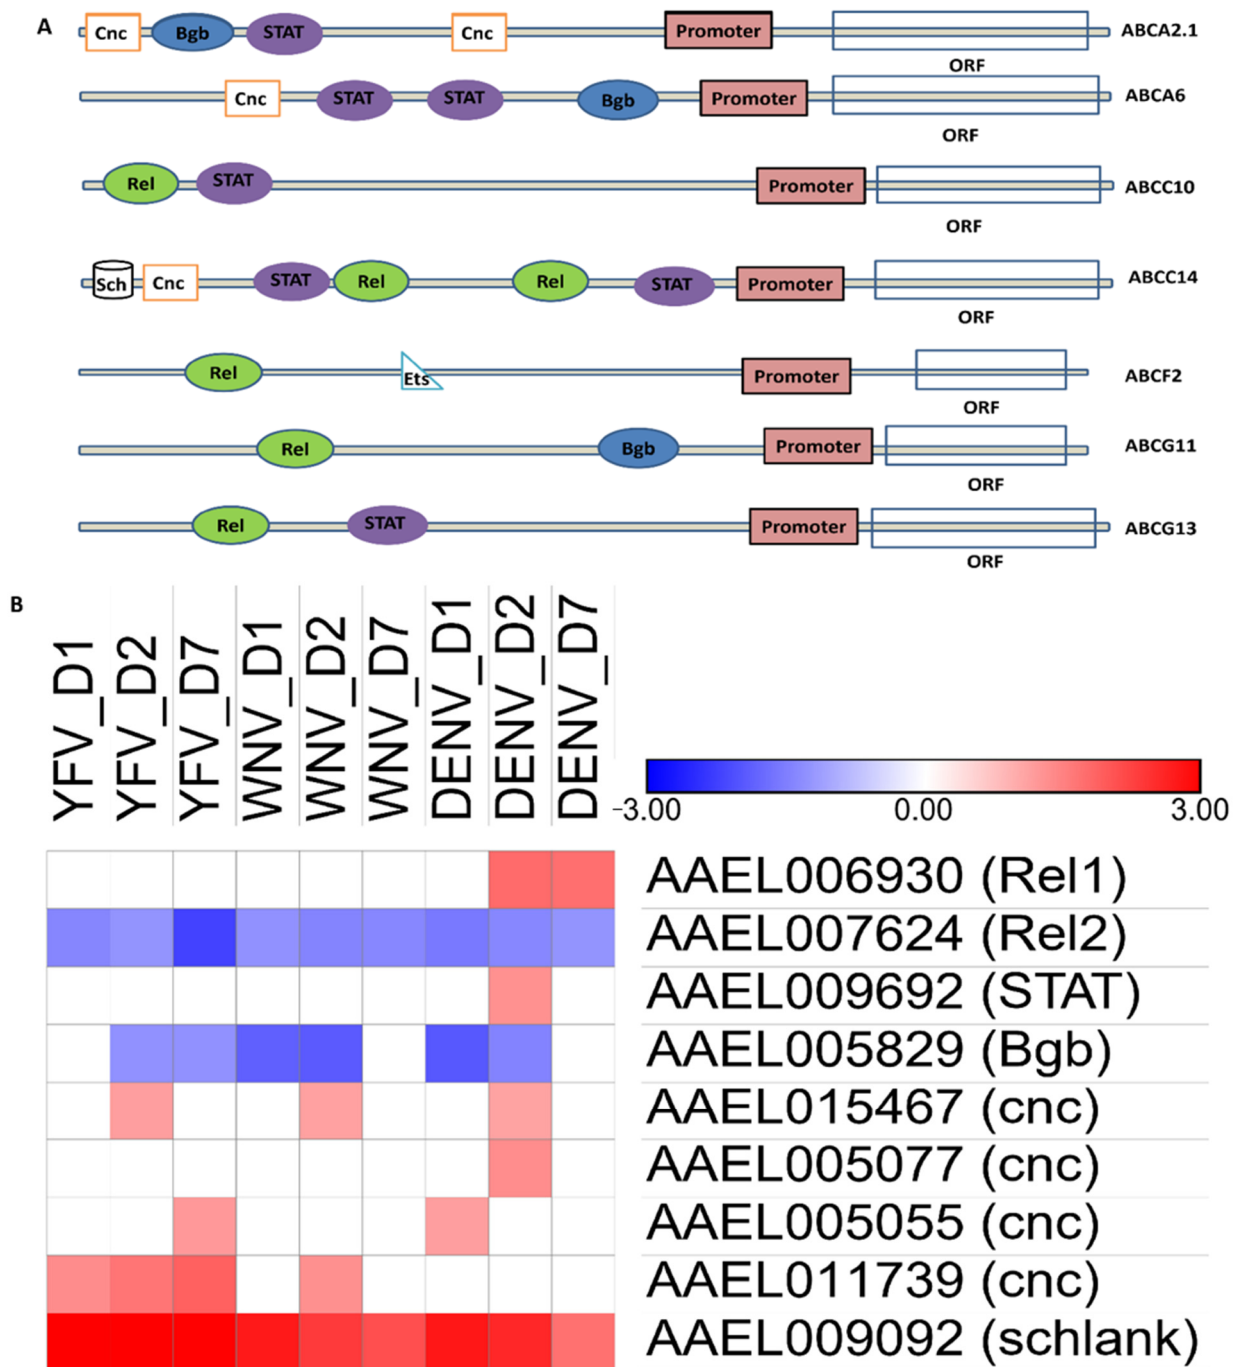 A
Cnc Bgb STAT Cnc Promoter ABCA2.1
ORF
Cnc STAT STAT Bgb Promoter ABCA6
ORF
Rel STAT Promoter ABCC10
ORF
Sch Cnc STAT Rel Rel STAT Promoter ABCC14
ORF
Rel Ets Promoter ABCF2
ORF
Rel Bgb Promoter ABCG11
ORF
Rel STAT Promoter ABCG13
ORF
B
YFV_D1
YFV_D2
YFV_D7
WNV_D1
WNV_D2
WNV_D7
DENV_D1
DENV_D2
DENV_D7
-3.00 0.00 3.00
AAEL006930 (Rel1)
AAEL007624 (Rel2)
AAEL009692 (STAT)
AAEL005829 (Bgb)
AAEL015467 (cnc)
AAEL005077 (cnc)
AAEL005055 (cnc)
AAEL011739 (cnc)
AAEL009092 (schlank)